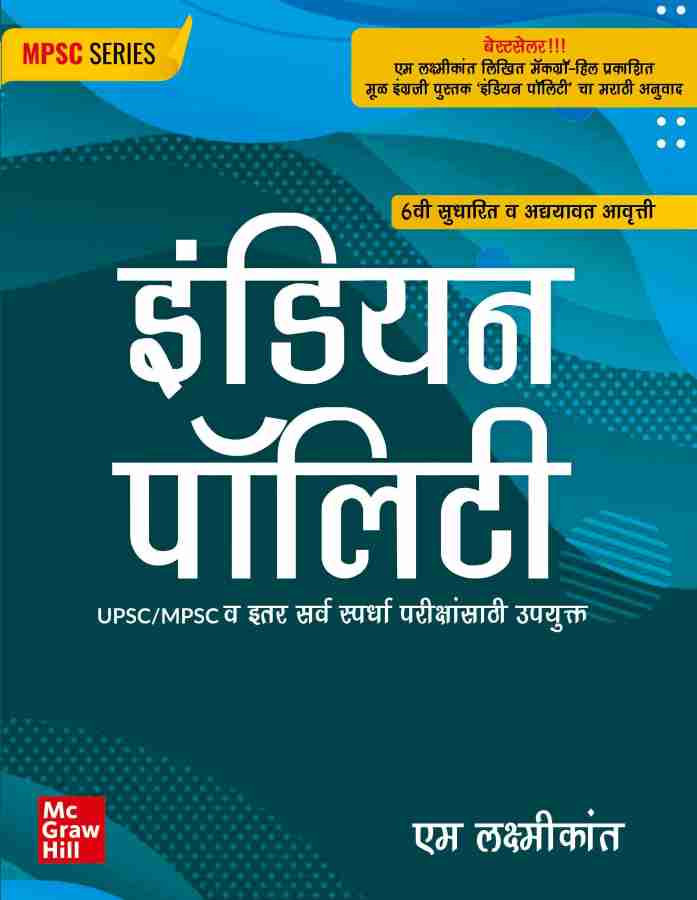 MPSC SERIES
बेस्टसेलर!!!
एम लक्ष्मीकांत लिखित मॅकग्रॉ-हिल प्रकाशित
मूळ इंग्रजी पुस्तक 'इंडियन पॉलिटी' चा मराठी अनुवाद
6वी सुधारित व अद्ययावत आवृत्ती
इंडियन
पॉलिटी
UPSC/MPSC व इतर सर्व स्पर्धा परीक्षांसाठी उपयुक्त
Mc
Graw
Hill
एम लक्ष्मीकांत